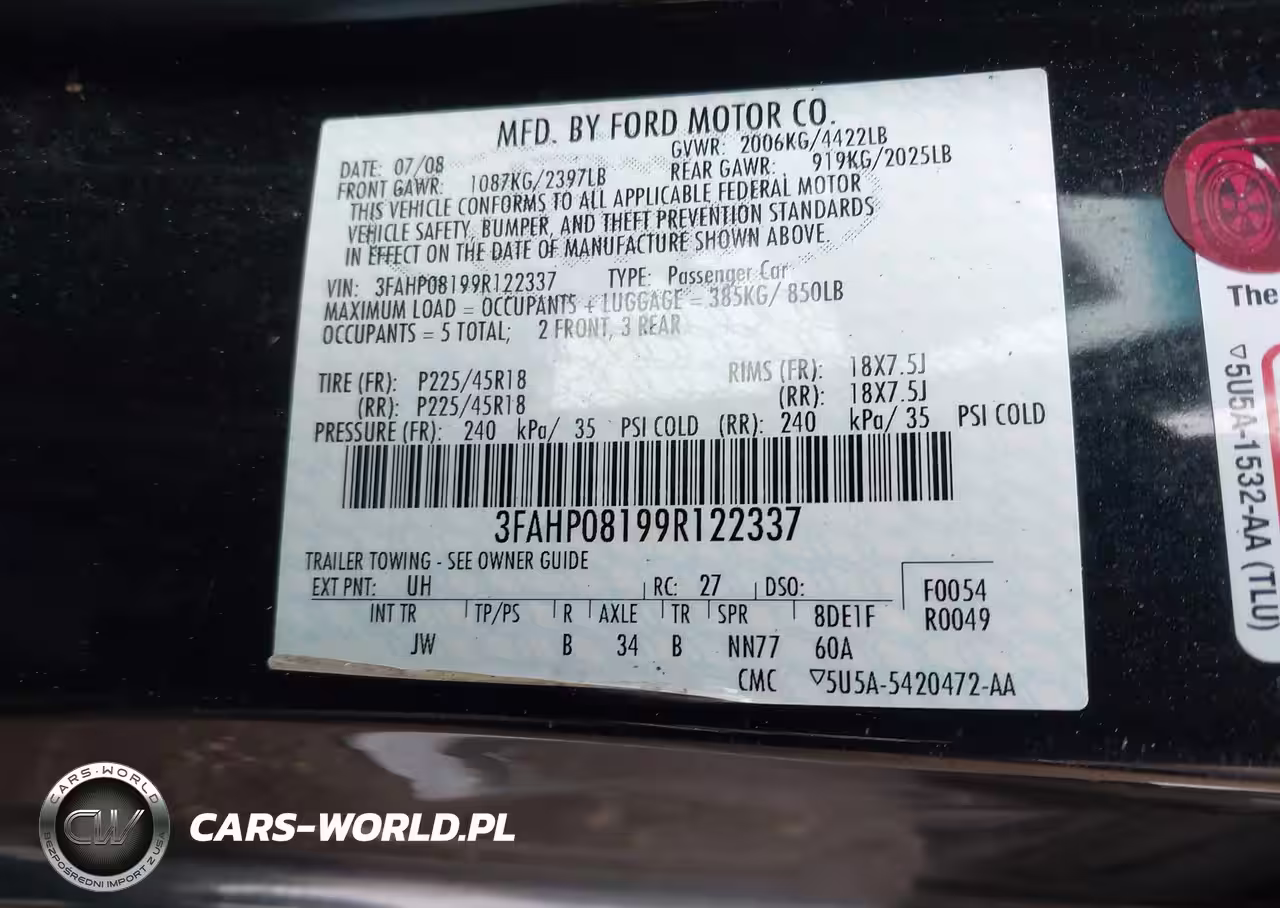 MFD. BY FORD MOTOR CO.
DATE: 07/08 GVWR: 2006KG/4422LB
FRONT GAWR: 1087KG/2397LB REAR GAWR: 919KG/2025LB
THIS VEHICLE CONFORMS TO ALL APPLICABLE FEDERAL MOTOR
VEHICLE SAFETY, BUMPER, AND THEFT PREVENTION STANDARDS
IN EFFECT ON THE DATE OF MANUFACTURE SHOWN ABOVE.
VIN: 3FAHP08199R122337 TYPE: Passenger Car
MAXIMUM LOAD = OCCUPANTS + LUGGAGE = 385KG/ 850LB
OCCUPANTS = 5 TOTAL; 2 FRONT, 3 REAR
TIRE (FR): P225/45R18 RIMS (FR): 18X7.5J
(RR): P225/45R18 (RR): 18X7.5J
PRESSURE (FR): 240 kPa/ 35 PSI COLD (RR): 240 kPa/ 35 PSI COLD
3FAHP08199R122337
TRAILER TOWING - SEE OWNER GUIDE
EXT PNT: UH RC: 27 DSO: F0054
INT TR TP/PS R AXLE TR SPR 8DE1F R0049
JW B 34 B NN77 60A
CMC ▽5U5A-5420472-AA
The
▽5U5A-1532-AA (TLU)
CARS-WORLD
CW
BEZPOŚREDNI IMPORT Z USA
CARS-WORLD.PL